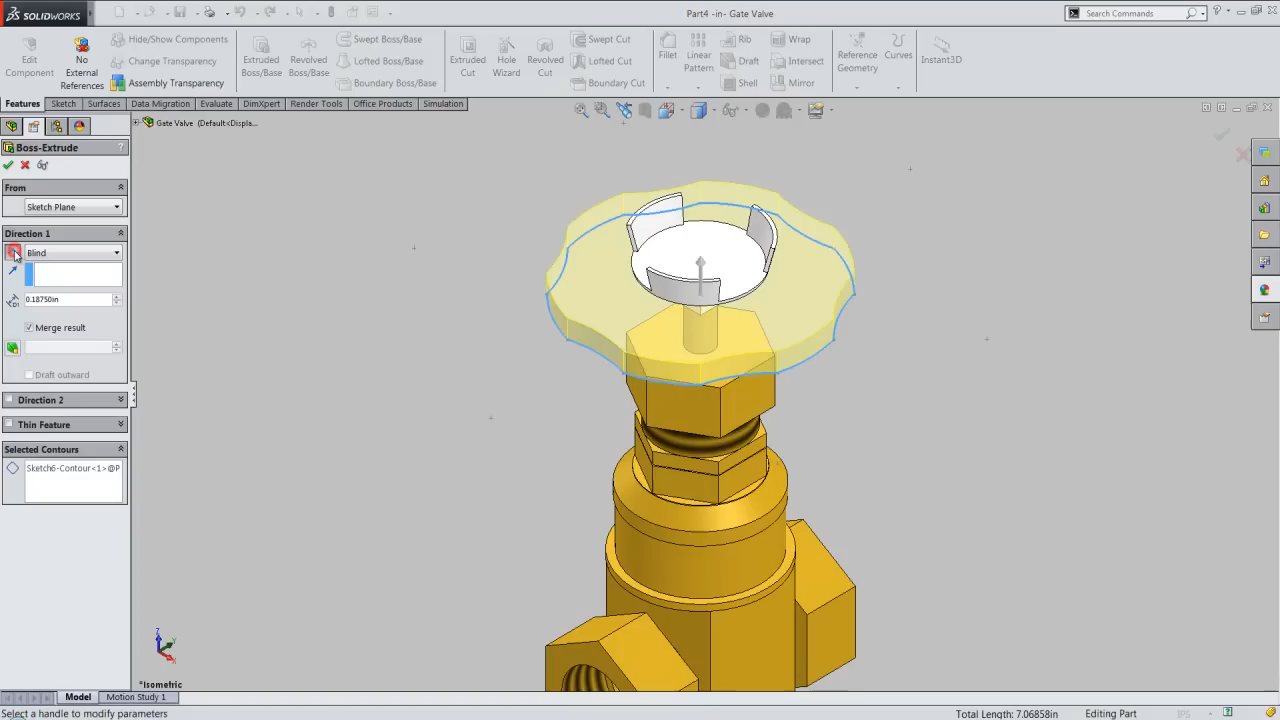 SOLIDWORKS
Part4 -in- Gate Valve
Search Commands
Edit
Component
No
External
References
Hide/Show Components
Change Transparency
Assembly Transparency
Extruded
Boss/Base
Revolved
Boss/Base
Swept Boss/Base
Lofted Boss/Base
Boundary Boss/Base
Extruded
Cut
Hole
Wizard
Revolved
Cut
Swept Cut
Lofted Cut
Boundary Cut
Fillet
Linear
Pattern
Rib
Draft
Shell
Wrap
Intersect
Mirror
Reference
Geometry
Curves
Instant3D
Features
Sketch
Surfaces
Data Migration
Evaluate
DimXpert
Render Tools
Office Products
Simulation
Gate Valve (Default<Displa...
Boss-Extrude
?
From
Sketch Plane
Direction 1
Blind
0.18750in
Merge result
Draft outward
Direction 2
Thin Feature
Selected Contours
Sketch6-Contour<1>@P
Z
Y
X
*Isometric
Model
Motion Study 1
Select a handle to modify parameters
Total Length: 7.06858in
Editing Part
IPS